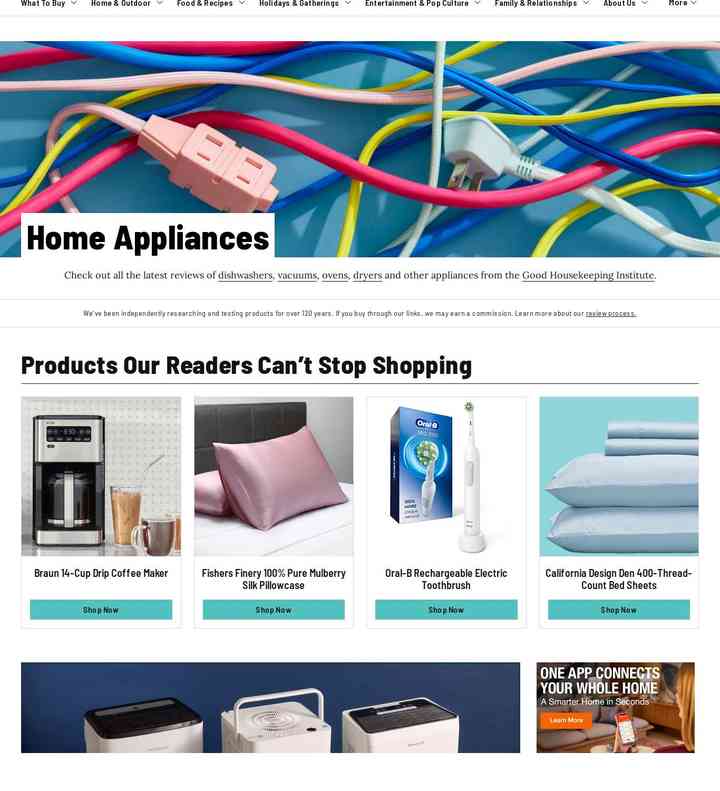 What To Buy Home & Outdoor Food & Recipes Holidays & Gatherings Entertainment & Pop Culture Family & Relationships About Us More
Home Appliances
Check out all the latest reviews of dishwashers, vacuums, ovens, dryers and other appliances from the Good Housekeeping Institute.
We've been independently researching and testing products for over 120 years. If you buy through our links, we may earn a commission. Learn more about our review process.
Products Our Readers Can't Stop Shopping
Oral-B
Braun 14-Cup Drip Coffee Maker
Fishers Finery 100% Pure Mulberry
Silk Pillowcase
Oral-B Rechargeable Electric
Toothbrush
California Design Den 400-Thread-
Count Bed Sheets
Shop Now Shop Now Shop Now Shop Now
ONE APP CONNECTS
YOUR WHOLE HOME
A Smarter Home in Seconds
Learn More